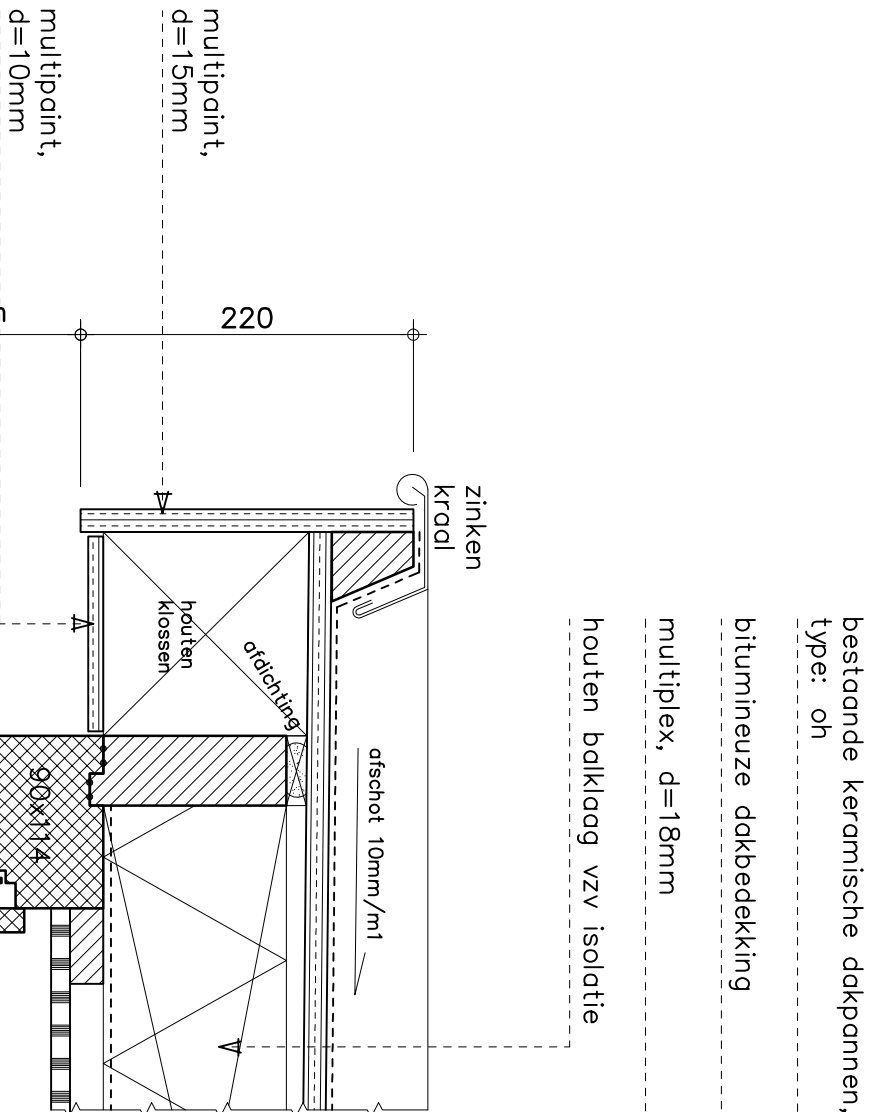 bestaande keramische dakpannen,
type: oh
bitumineuze dakbedekking
multiplex, d=18mm
houten balklaag vzv isolatie
zinken
kraal
afschot 10mm/m1
220
afdichting
houten
klossen
multipaint,
d=15mm
multipaint,
d=10mm
90x114